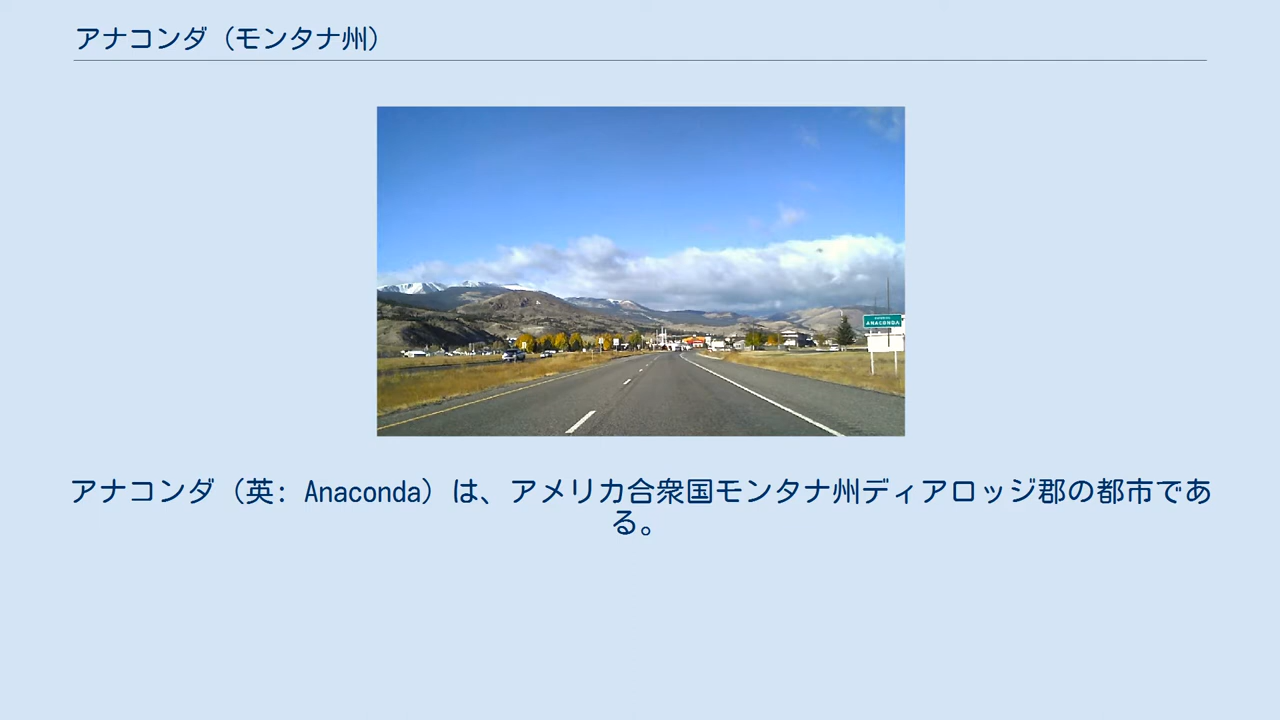 アナコンダ（モンタナ州）
ANACONDA
アナコンダ（英: Anaconda）は、アメリカ合衆国モンタナ州ディアロッジ郡の都市であ
る。